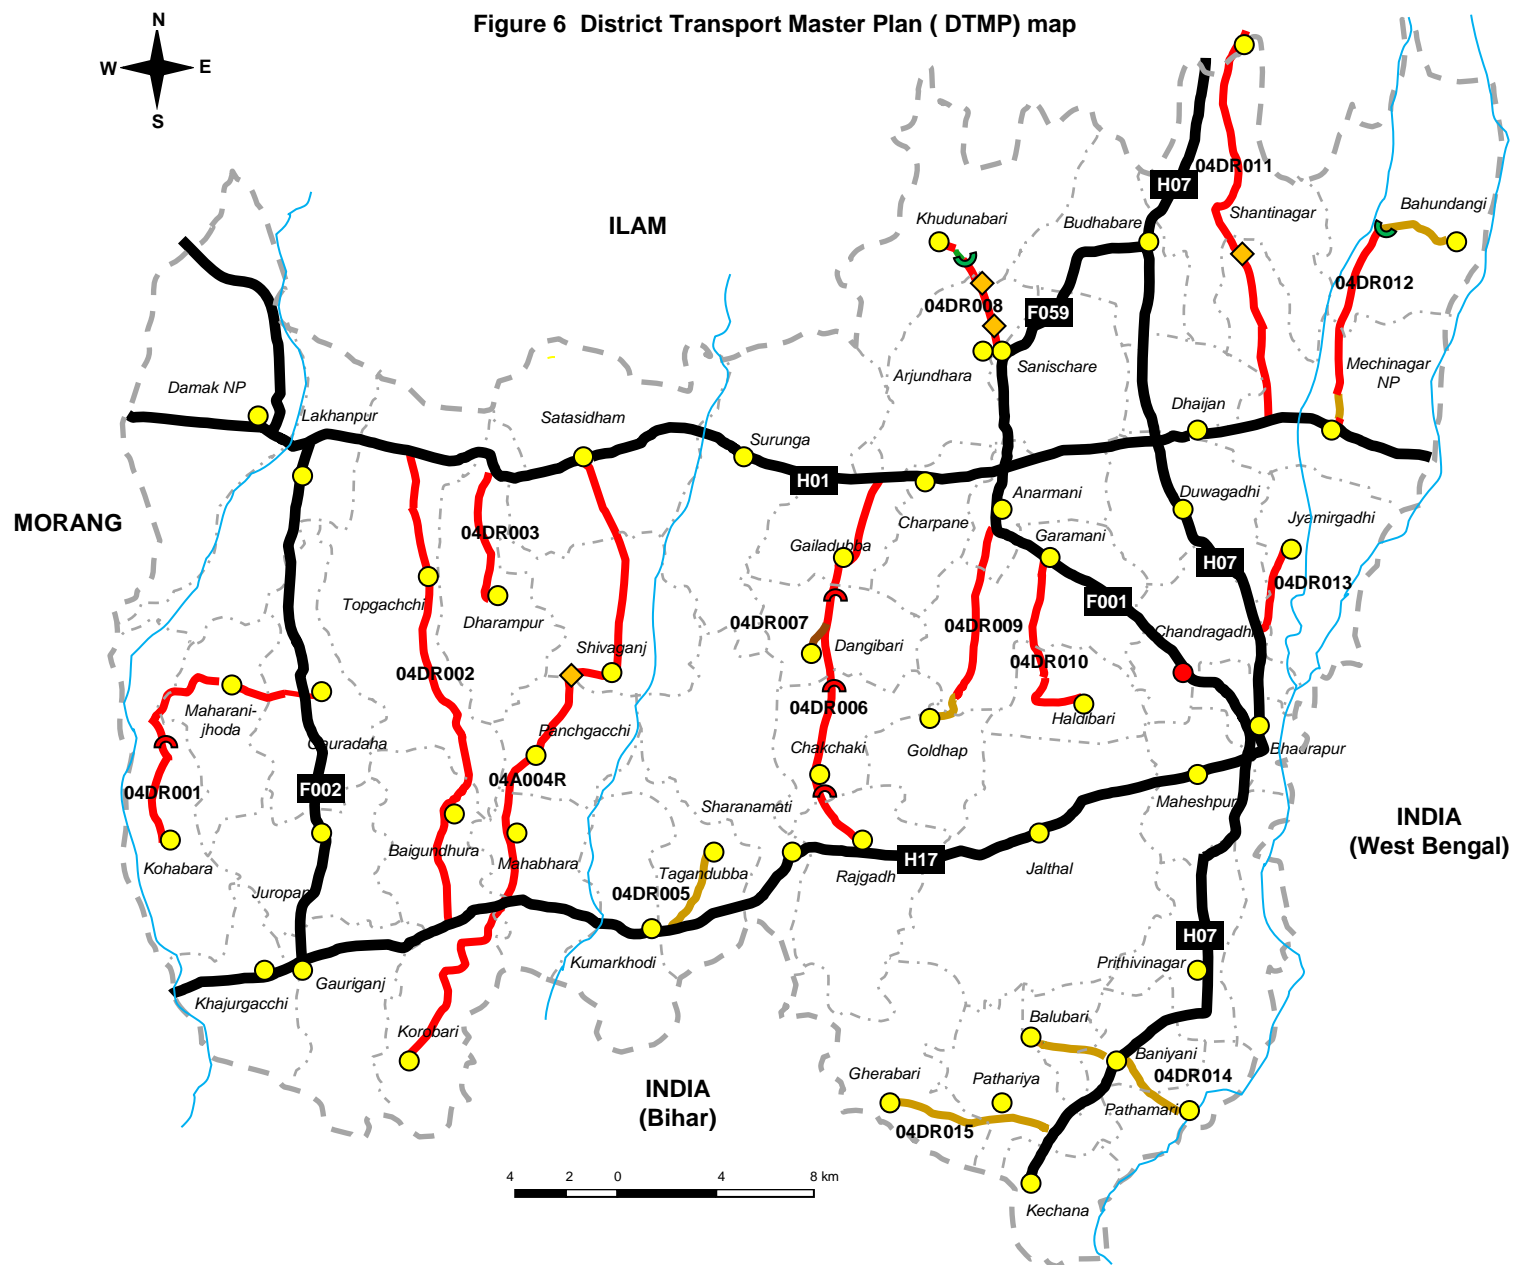 Figure 6 District Transport Master Plan ( DTMP) map
N
W
E
S
H07
04DR011
Khudunabari
Budhabare
Shantinagar
Bahundangi
ILAM
04DR012
04DR008
F059
Arjundhara
Sanischare
Mechinagar
NP
Damak NP
Lakhanpur
Satasidham
Surunga
Dhaijan
H01
Charpane
Anarmani
Duwagadhi
Jyamirgadhi
MORANG
04DR003
Gailadubba
Garamani
H07
04DR013
Topgachchi
Dharampur
F001
04DR007
Dangibari
04DR009
Chandragadhi
Shivaganj
04DR002
04DR010
Maharani-
jhoda
Gauradaha
Panchgacchi
04DR006
Goldhap
Haldibari
Chakchaki
Bhadrapur
04DR001
F002
04A004R
Sharanamati
Maheshpur
INDIA
(West Bengal)
Kohabara
Baigundhura
Mahabhara
Juropani
04DR005
Tagandubba
Rajgadh
H17
Jalthal
H07
Khajurgacchi
Gauriganj
Kumarkhodi
Prithivinagar
Korobari
Balubari
Baniyani
INDIA
(Bihar)
Gherabari
Pathariya
04DR014
Pathamari
04DR015
4 2 0 4 8 km
Kechana